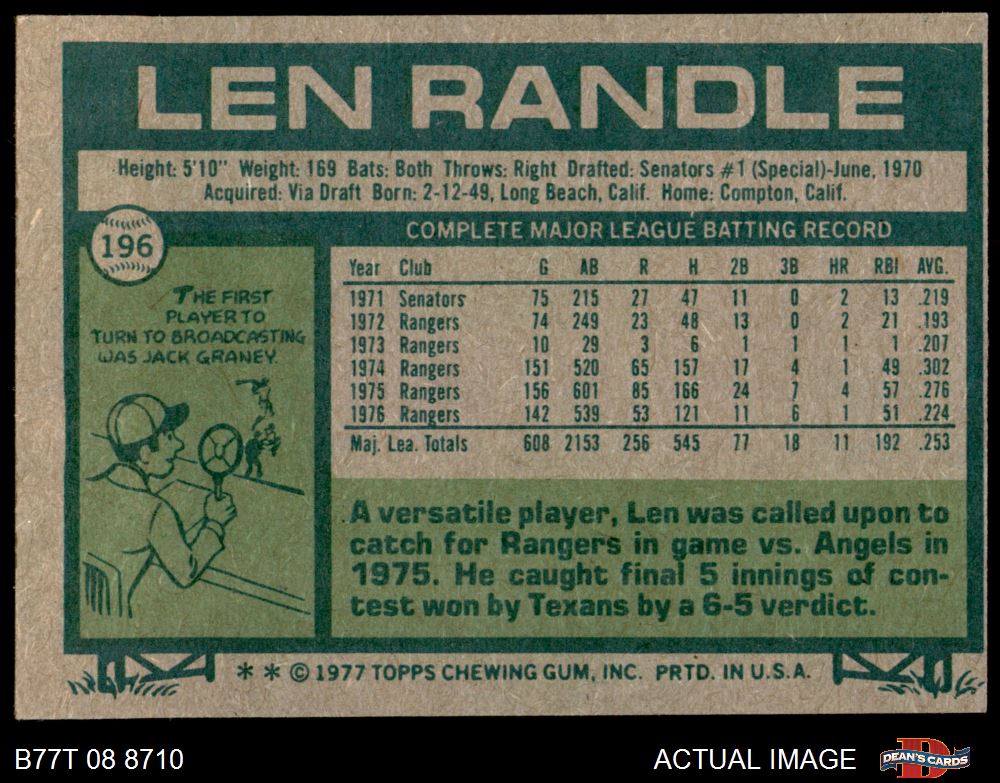 LEN RANDLE
Height: 5'10" Weight: 169 Bats: Both Throws: Right Drafted: Senators #1 (Special)-June, 1970
Acquired: Via Draft Born: 2-12-49, Long Beach, Calif. Home: Compton, Calif.
196
THE FIRST
PLAYER TO
TURN TO BROADCASTING
WAS JACK GRANEY.
COMPLETE MAJOR LEAGUE BATTING RECORD
Year Club G AB R H 2B 3B HR RBI AVG.
1971 Senators 75 215 27 47 11 0 2 13 .219
1972 Rangers 74 249 23 48 13 0 2 21 .193
1973 Rangers 10 29 3 6 1 1 1 1 .207
1974 Rangers 151 520 65 157 17 4 1 49 .302
1975 Rangers 156 601 85 166 24 7 4 57 .276
1976 Rangers 142 539 53 121 11 6 1 51 .224
Maj. Lea. Totals 608 2153 256 545 77 18 11 192 .253
A versatile player, Len was called upon to
catch for Rangers in game vs. Angels in
1975. He caught final 5 innings of con-
test won by Texans by a 6-5 verdict.
* * © 1977 TOPPS CHEWING GUM, INC. PRTD. IN U.S.A.
B77T 08 8710
ACTUAL IMAGE
DEAN'S CARDS